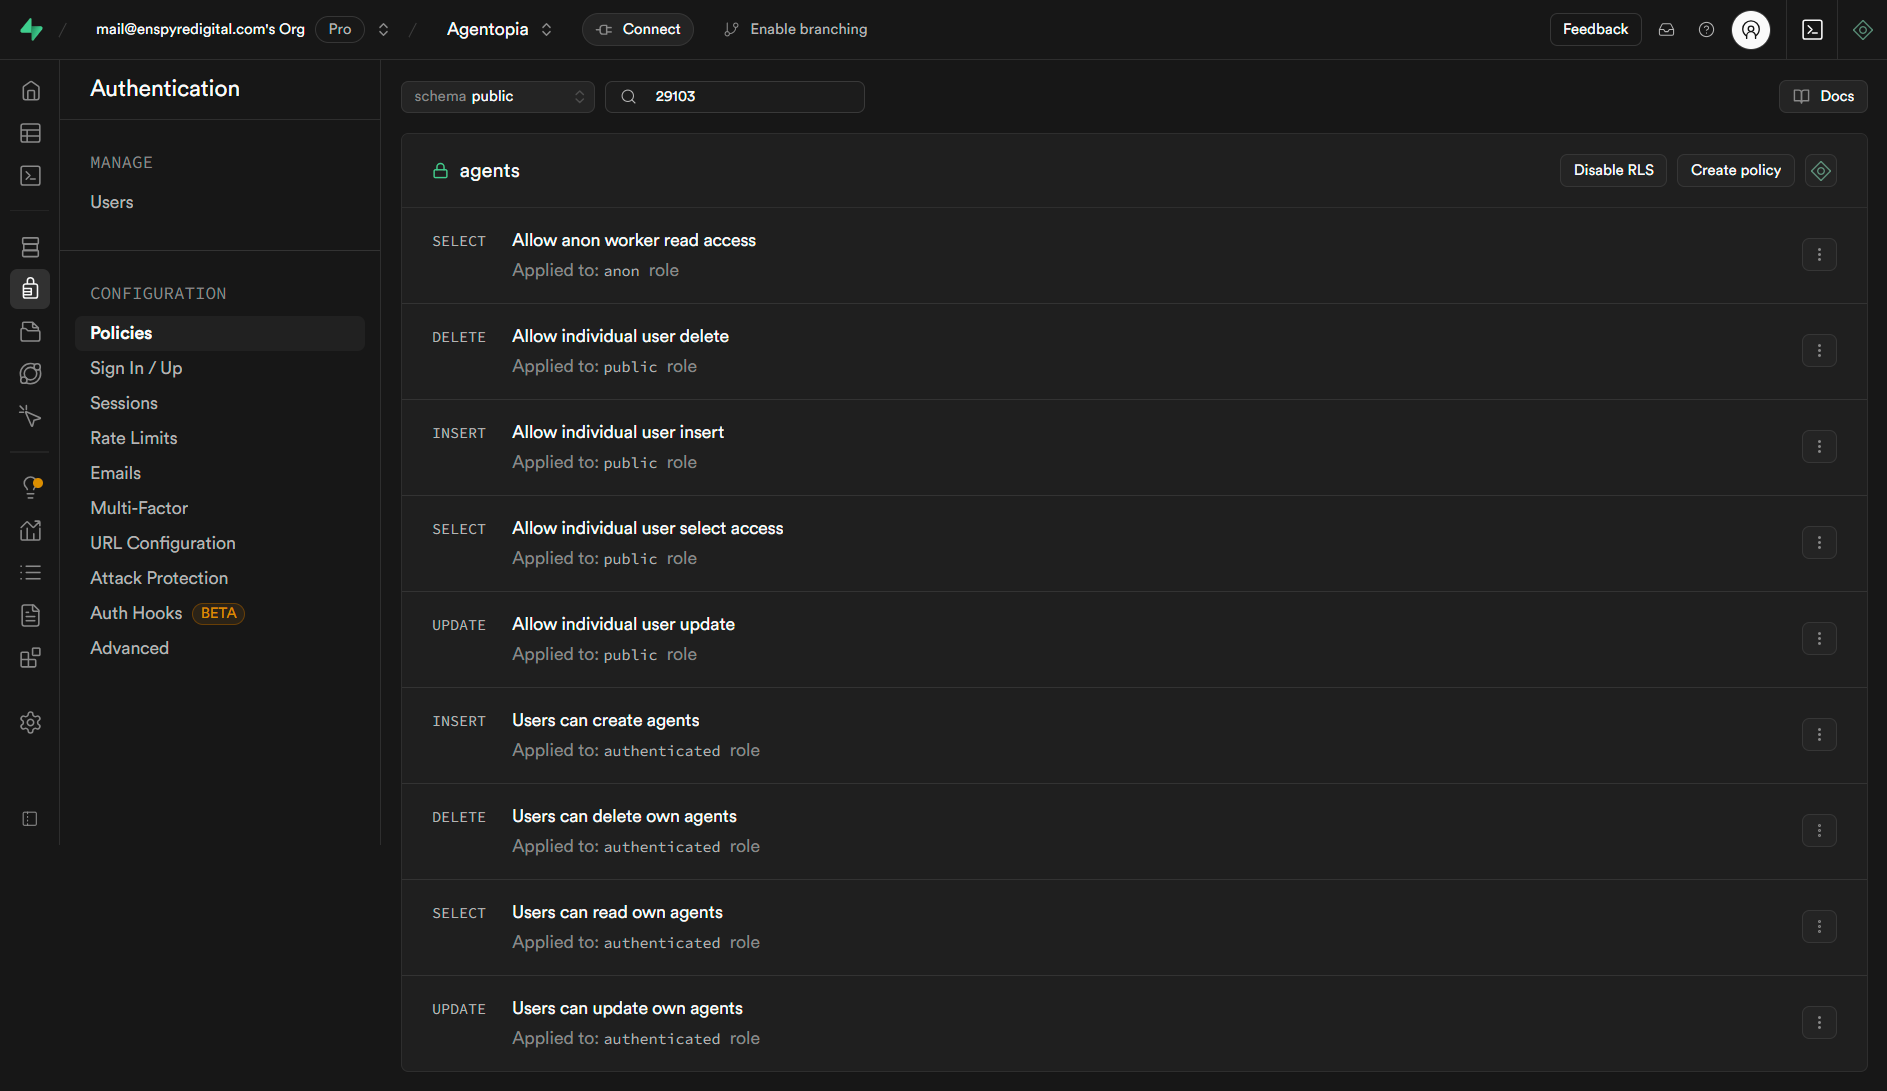 mail@enspyredigital.com's Org Pro Agentopia Connect Enable branching Feedback
Authentication
MANAGE
Users
CONFIGURATION
Policies
Sign In / Up
Sessions
Rate Limits
Emails
Multi-Factor
URL Configuration
Attack Protection
Auth Hooks BETA
Advanced
schema public 29103 Docs
agents Disable RLS Create policy
SELECT Allow anon worker read access
Applied to: anon role
DELETE Allow individual user delete
Applied to: public role
INSERT Allow individual user insert
Applied to: public role
SELECT Allow individual user select access
Applied to: public role
UPDATE Allow individual user update
Applied to: public role
INSERT Users can create agents
Applied to: authenticated role
DELETE Users can delete own agents
Applied to: authenticated role
SELECT Users can read own agents
Applied to: authenticated role
UPDATE Users can update own agents
Applied to: authenticated role